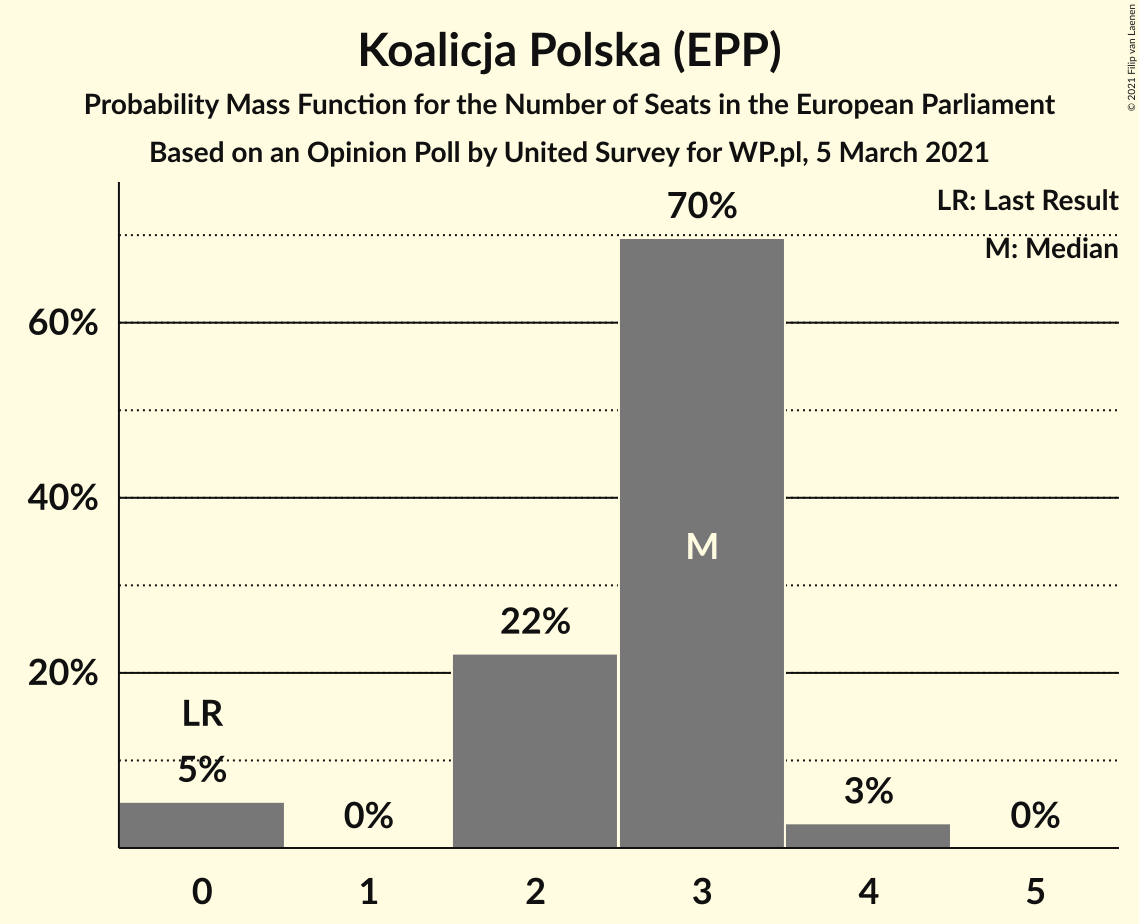 Koalicja Polska (EPP)
Probability Mass Function for the Number of Seats in the European Parliament
Based on an Opinion Poll by United Survey for WP.pl, 5 March 2021
© 2021 Filip van Laenen
LR: Last Result
M: Median
60%
40%
20%
LR
5%
0%
22%
70%
M
3%
0%
0
1
2
3
4
5